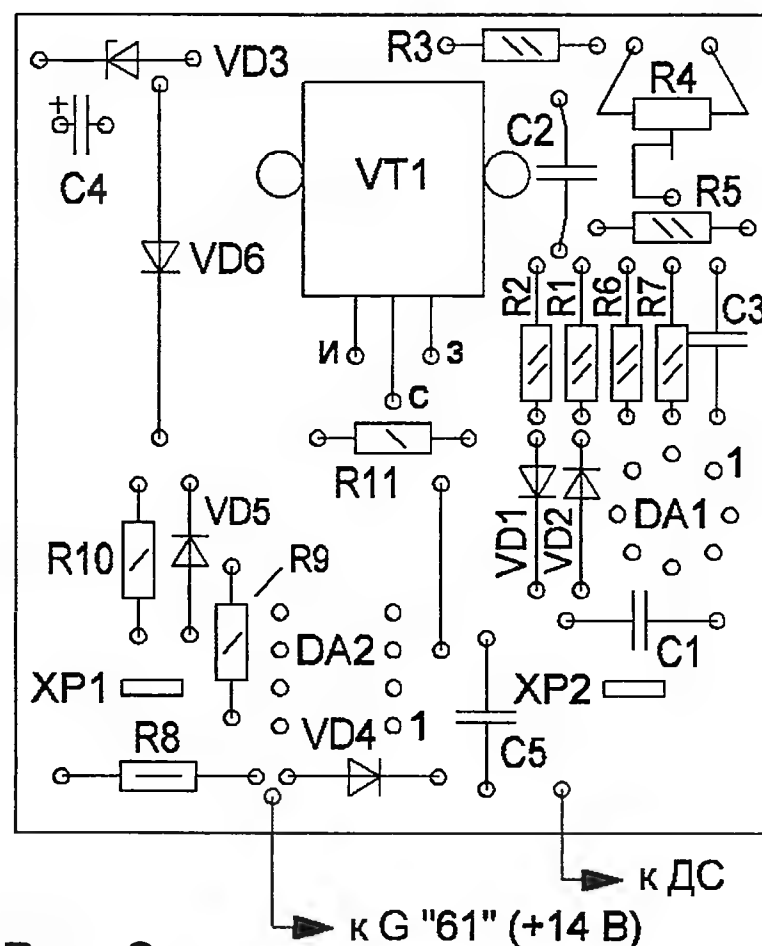 VD3
R3
R4
C4
VT1
C2
R5
VD6
R2
R1
R6
R7
C3
и
з
с
R11
1
DA1
VD1
VD2
R10
VD5
R9
DA2
C1
XP1
XP2
1
R8
VD4
C5
к ДС
к G "61" (+14 В)